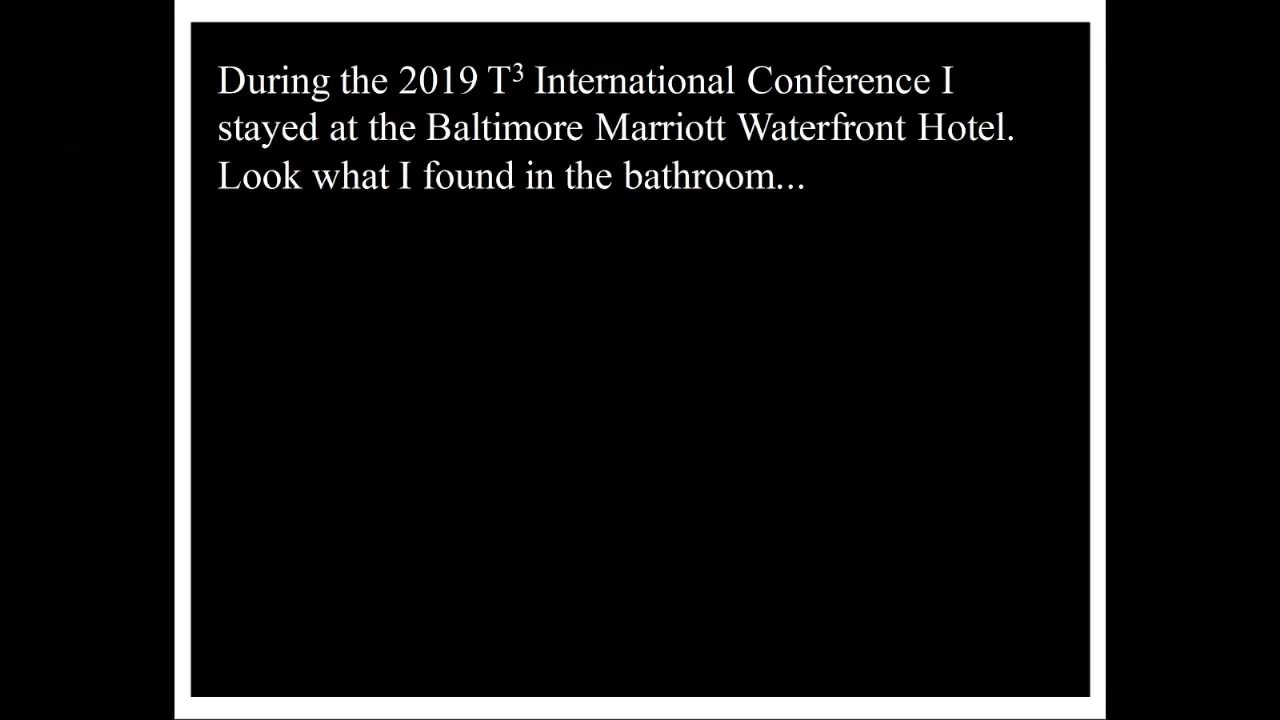 During the 2019 T³ International Conference I
stayed at the Baltimore Marriott Waterfront Hotel.
Look what I found in the bathroom...